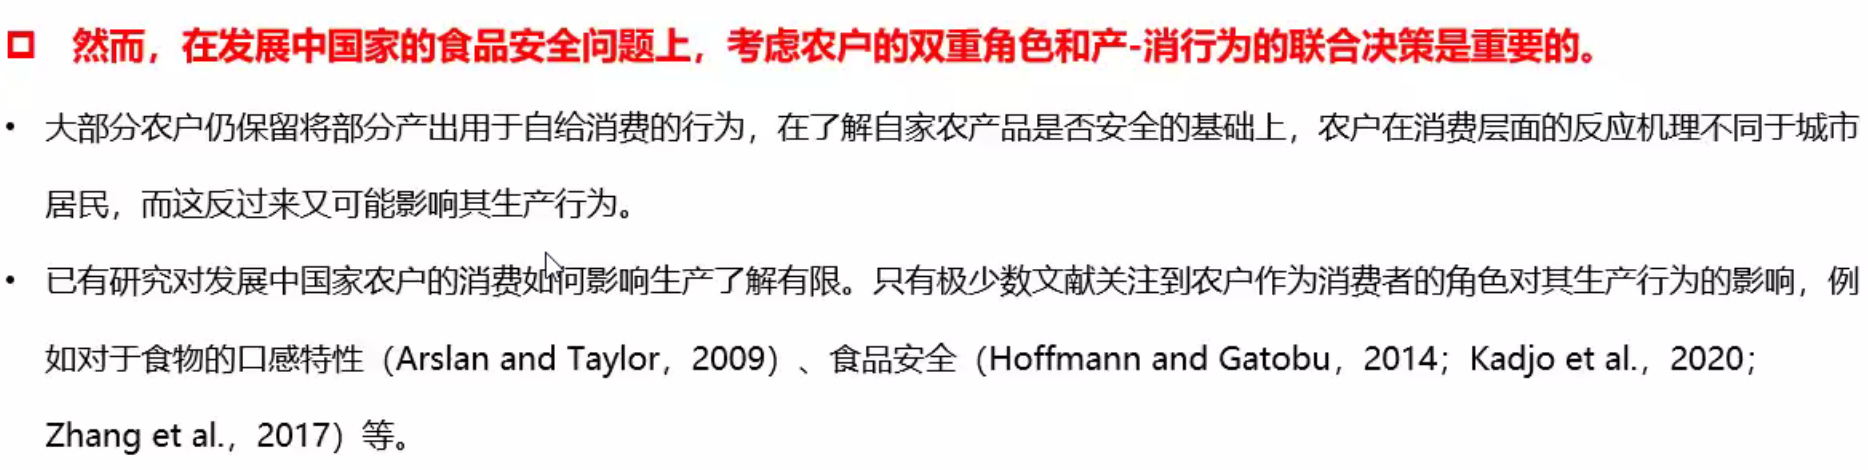 然而，在发展中国家的食品安全问题上，考虑农户的双重角色和产-消行为的联合决策是重要的。
• 大部分农户仍保留将部分产出用于自给消费的行为，在了解自家农产品是否安全的基础上，农户在消费层面的反应机理不同于城市
居民，而这反过来又可能影响其生产行为。
• 已有研究对发展中国家农户的消费如何影响生产了解有限。只有极少数文献关注到农户作为消费者的角色对其生产行为的影响，例
如对于食物的口感特性（Arslan and Taylor，2009）、食品安全（Hoffmann and Gatobu，2014；Kadjo et al.，2020；
Zhang et al.，2017）等。